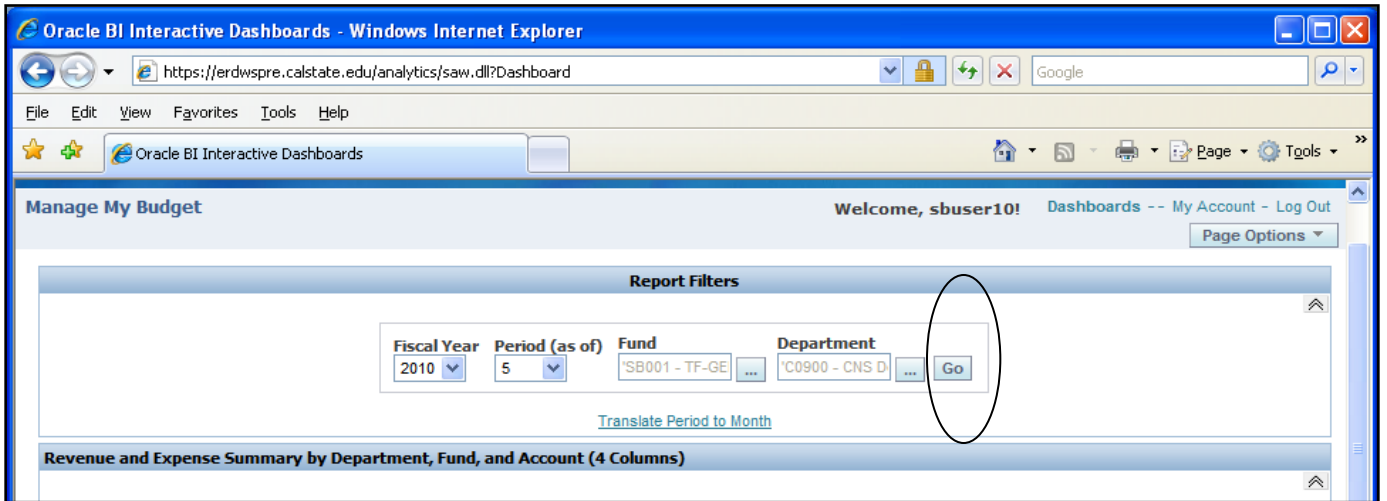 Oracle BI Interactive Dashboards - Windows Internet Explorer
https://erdwspre.calstate.edu/analytics/saw.dll?Dashboard
Google
File Edit View Favorites Tools Help
Oracle BI Interactive Dashboards
Page Tools »
Manage My Budget
Welcome, sbuser10! Dashboards -- My Account - Log Out
Page Options
Report Filters
Fiscal Year Period (as of) Fund Department
2010 5 'SB001 - TF-GE ... 'C0900 - CNS D ... Go
Translate Period to Month
Revenue and Expense Summary by Department, Fund, and Account (4 Columns)